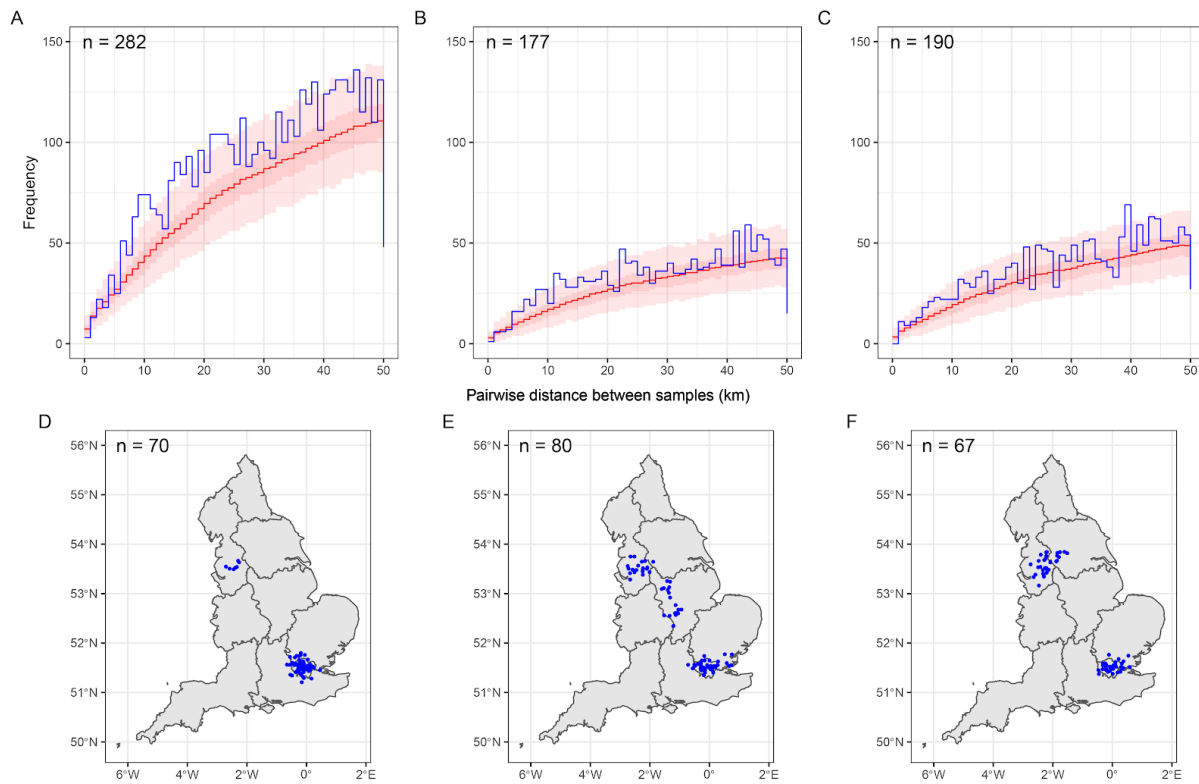 A B C
n = 282 n = 177 n = 190
150 150 150
100 100 100
50 50 50
0 0 0
Frequency
0 10 20 30 40 50 0 10 20 30 40 50 0 10 20 30 40 50
Pairwise distance between samples (km)
D E F
n = 70 n = 80 n = 67
56°N 56°N 56°N
55°N 55°N 55°N
54°N 54°N 54°N
53°N 53°N 53°N
52°N 52°N 52°N
51°N 51°N 51°N
50°N 50°N 50°N
6°W 4°W 2°W 0° 2°E 6°W 4°W 2°W 0° 2°E 6°W 4°W 2°W 0° 2°E